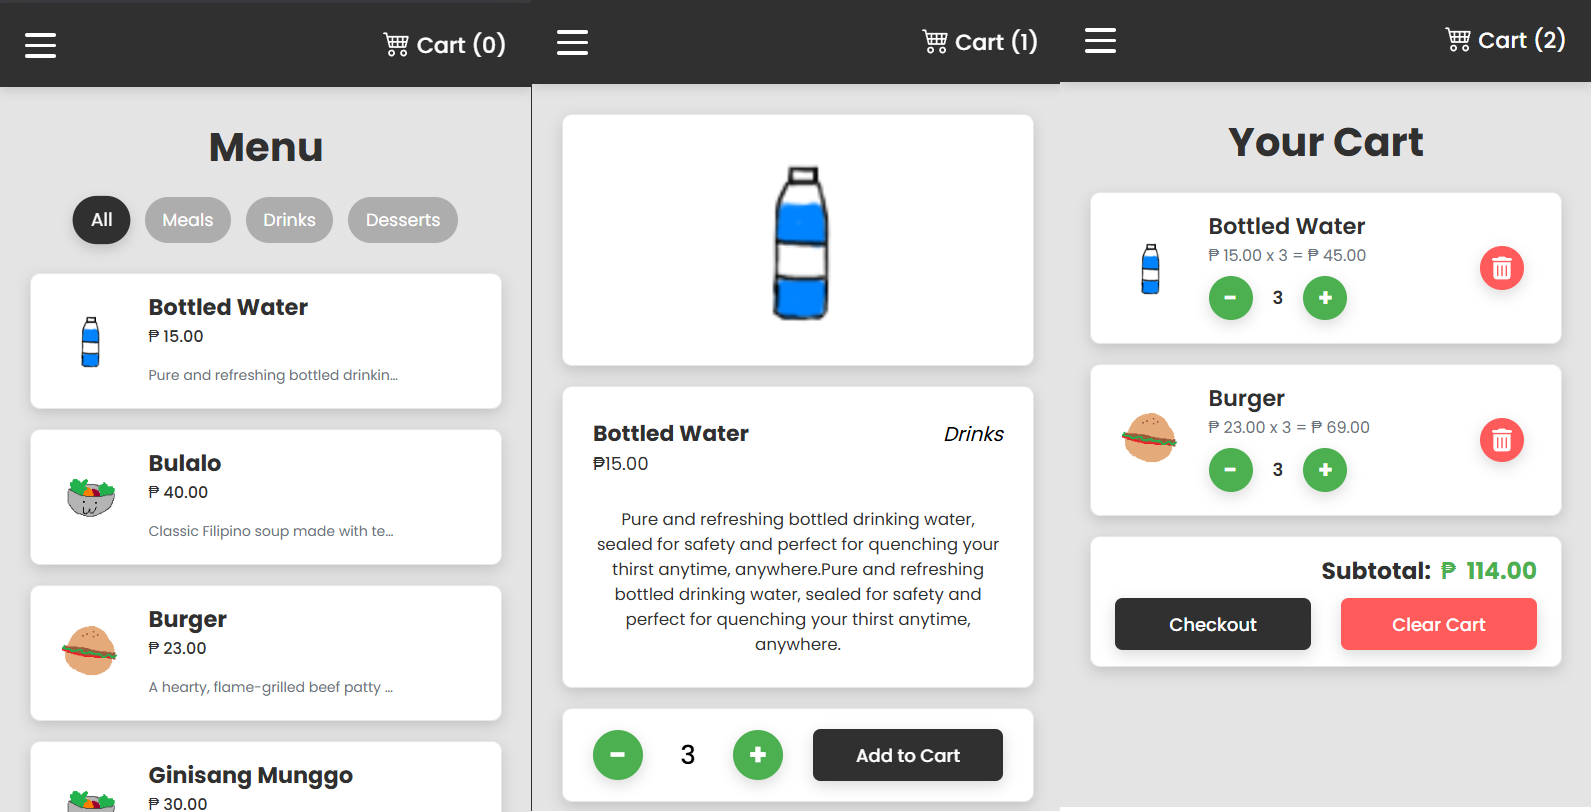 Cart (0)
Menu
All
Meals
Drinks
Desserts
Bottled Water
₱ 15.00
Pure and refreshing bottled drinkin...
Bulalo
₱ 40.00
Classic Filipino soup made with te...
Burger
₱ 23.00
A hearty, flame-grilled beef patty ...
Ginisang Munggo
₱ 30.00
Cart (1)
Bottled Water
Drinks
₱15.00
Pure and refreshing bottled drinking water,
sealed for safety and perfect for quenching your
thirst anytime, anywhere.Pure and refreshing
bottled drinking water, sealed for safety and
perfect for quenching your thirst anytime,
anywhere.
3
Add to Cart
Cart (2)
Your Cart
Bottled Water
₱ 15.00 x 3 = ₱ 45.00
3
Burger
₱ 23.00 x 3 = ₱ 69.00
3
Subtotal: ₱ 114.00
Checkout
Clear Cart